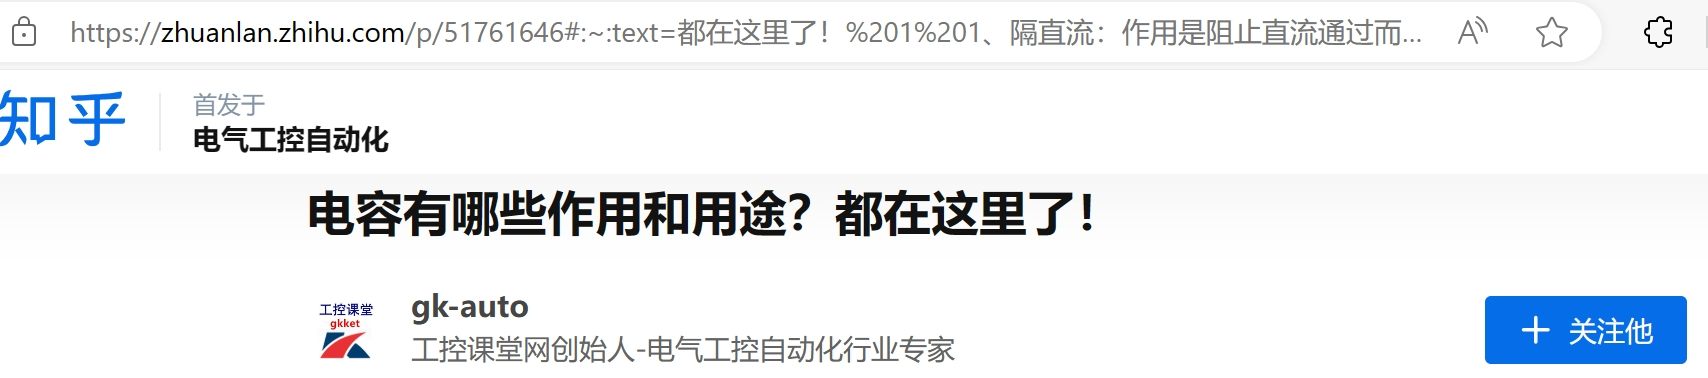 https://zhuanlan.zhihu.com/p/51761646#:~:text=都在这里了！%201%201、隔直流：作用是阻止直流通过而...
知乎
首发于
电气工控自动化
电容有哪些作用和用途？都在这里了！
工控课堂
gkket
gk-auto
工控课堂网创始人-电气工控自动化行业专家
+ 关注他